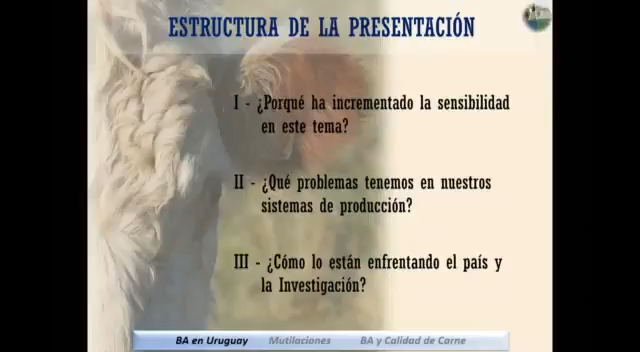 ESTRUCTURA DE LA PRESENTACIÓN
I - ¿Porqué ha incrementado la sensibilidad
en este tema?
II - ¿Qué problemas tenemos en nuestros
sistemas de producción?
III - ¿Cómo lo están enfrentando el país y
la Investigación?
BA en Uruguay Mutilaciones BA y Calidad de Carne